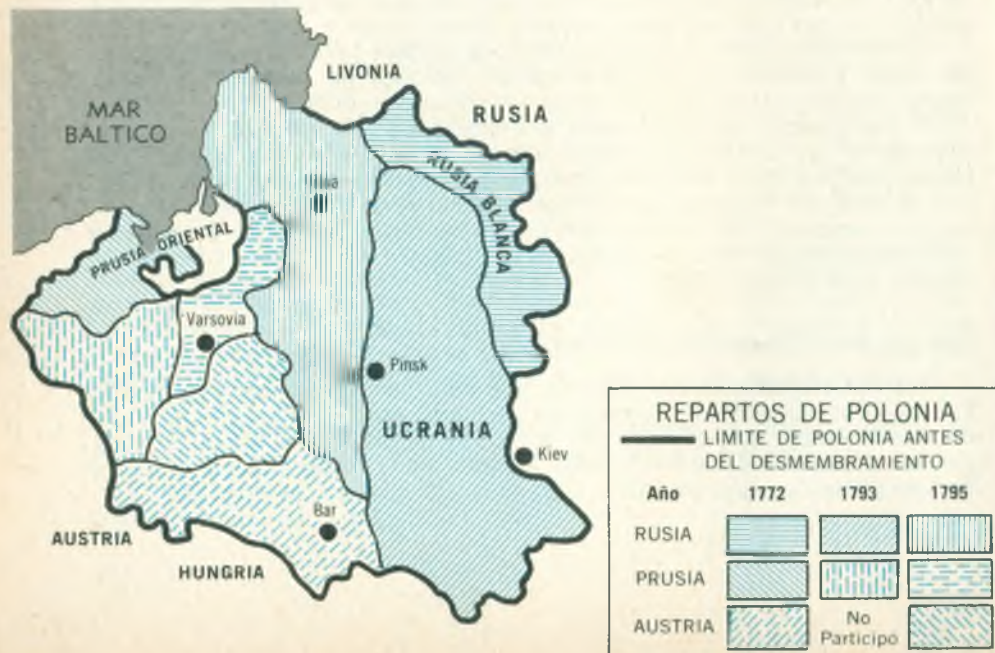 LIVONIA
MAR
BALTICO
RUSIA
RUSIA BLANCA
PRUSIA ORIENTAL
Varsovia
Pinsk
UCRANIA
Kiev
Bar
AUSTRIA
HUNGRIA
REPARTOS DE POLONIA
LIMITE DE POLONIA ANTES
DEL DESMEMBRAMIENTO
Año 1772 1793 1795
RUSIA
PRUSIA
AUSTRIA No
Participo